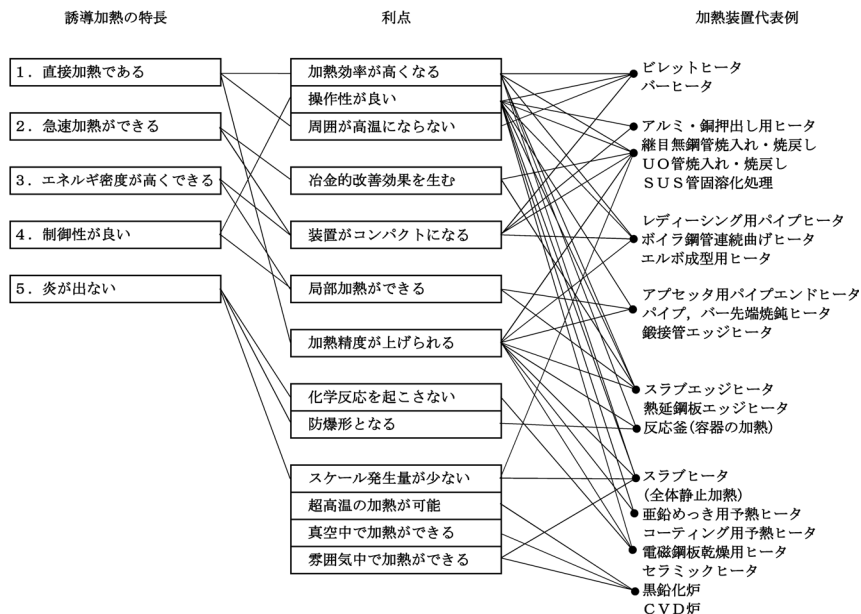 誘導加熱の特長
1．直接加熱である
2．急速加熱ができる
3．エネルギ密度が高くできる
4．制御性が良い
5．炎が出ない
利点
加熱効率が高くなる
操作性が良い
周囲が高温にならない
冶金的改善効果を生む
装置がコンパクトになる
局部加熱ができる
加熱精度が上げられる
化学反応を起こさない
防爆形となる
スケール発生量が少ない
超高温の加熱が可能
真空中で加熱ができる
雰囲気中で加熱ができる
加熱装置代表例
ビレットヒータ
バーヒータ
アルミ・銅押出し用ヒータ
継目無鋼管焼入れ・焼戻し
UO管焼入れ・焼戻し
SUS管固溶化処理
レディーシング用パイプヒータ
ボイラ鋼管連続曲げヒータ
エルボ成型用ヒータ
アプセッタ用パイプエンドヒータ
パイプ，バー先端焼鈍ヒータ
鍛接管エッジヒータ
スラブエッジヒータ
熱延鋼板エッジヒータ
反応釜(容器の加熱)
スラブヒータ
(全体静止加熱)
亜鉛めっき用予熱ヒータ
コーティング用予熱ヒータ
電磁鋼板乾燥用ヒータ
セラミックヒータ
黒鉛化炉
CVD炉